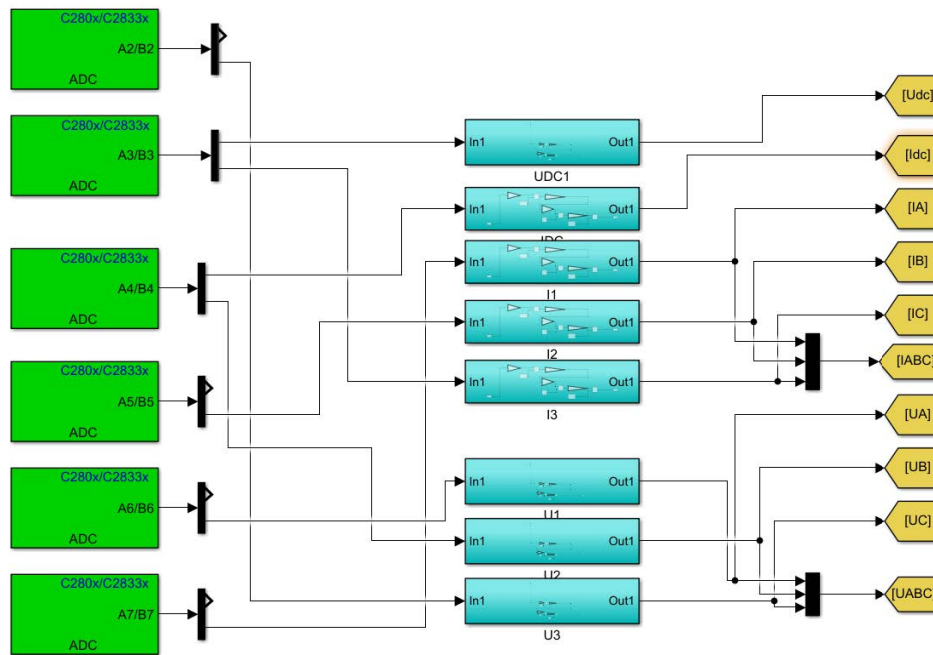 C280x/C2833x
A2/B2
ADC
C280x/C2833x
A3/B3
ADC
C280x/C2833x
A4/B4
ADC
C280x/C2833x
A5/B5
ADC
C280x/C2833x
A6/B6
ADC
C280x/C2833x
A7/B7
ADC
In1 Out1
UDC1
In1 Out1
IDC
In1 Out1
I1
In1 Out1
I2
In1 Out1
I3
In1 Out1
U1
In1 Out1
U2
In1 Out1
U3
[Udc]
[Idc]
[IA]
[IB]
[IC]
[IABC]
[UA]
[UB]
[UC]
[UABC]